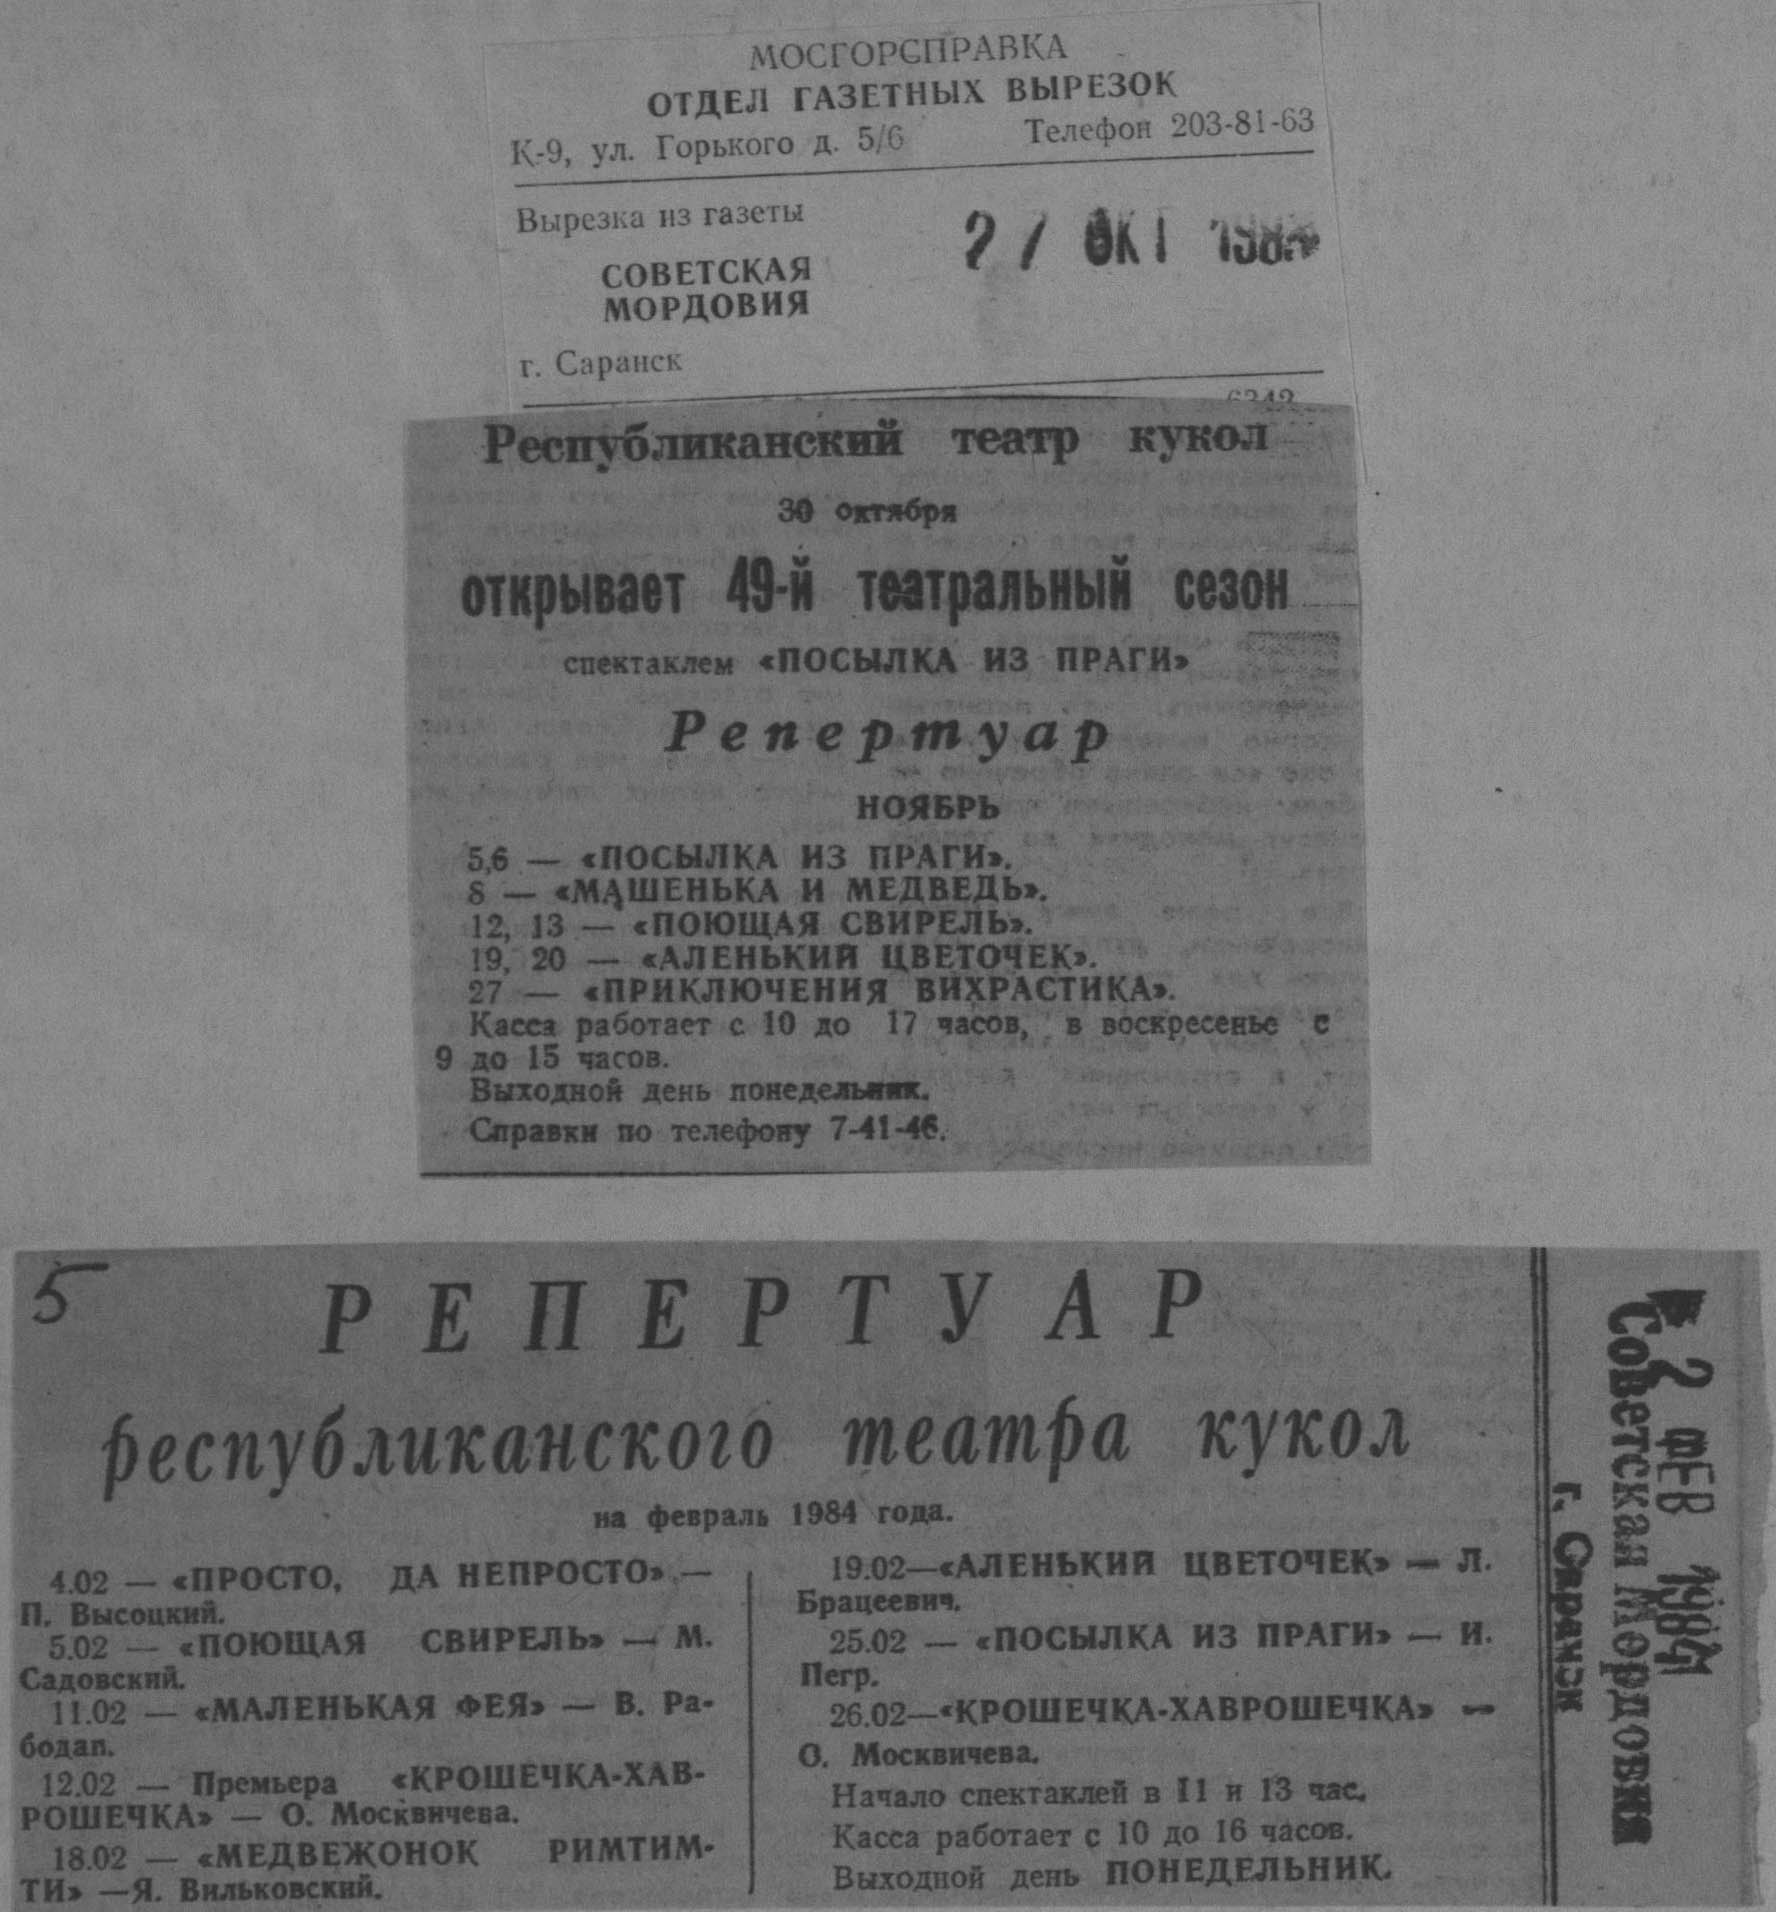 МОСГОРСПРАВКА
ОТДЕЛ ГАЗЕТНЫХ ВЫРЕЗОК
К-9, ул. Горького д. 5/6 Телефон 203-81-63
Вырезка из газеты
СОВЕТСКАЯ
МОРДОВИЯ
г. Саранск
Республиканский театр кукол
30 октября
открывает 49-й театральный сезон
спектаклем «ПОСЫЛКА ИЗ ПРАГИ»
Репертуар
НОЯБРЬ
5,6 — «ПОСЫЛКА ИЗ ПРАГИ».
8 — «МАШЕНЬКА И МЕДВЕДЬ».
12, 13 — «ПОЮЩАЯ СВИРЕЛЬ».
19, 20 — «АЛЕНЬКИЙ ЦВЕТОЧЕК».
27 — «ПРИКЛЮЧЕНИЯ ВИХРАСТИКА».
Касса работает с 10 до 17 часов, в воскресенье с
9 до 15 часов.
Выходной день понедельник.
Справки по телефону 7-41-46.
5
РЕПЕРТУАР
республиканского театра кукол
на февраль 1984 года.
4.02 — «ПРОСТО, ДА НЕПРОСТО» —
П. Высоцкий.
5.02 — «ПОЮЩАЯ СВИРЕЛЬ» — М.
Садовский.
11.02 — «МАЛЕНЬКАЯ ФЕЯ» — В. Ра-
бодап.
12.02 — Премьера «КРОШЕЧКА-ХАВ-
РОШЕЧКА» — О. Москвичева.
18.02 — «МЕДВЕЖОНОК РИМТИМ-
ТИ» —Я. Вильковский.
19.02—«АЛЕНЬКИЙ ЦВЕТОЧЕК» — Л.
Брацеевич.
25.02 — «ПОСЫЛКА ИЗ ПРАГИ» — И.
Пегр.
26.02—«КРОШЕЧКА-ХАВРОШЕЧКА» —
О. Москвичева.
Начало спектаклей в 11 и 13 час.
Касса работает с 10 до 16 часов.
Выходной день ПОНЕДЕЛЬНИК.
2 ФЕВ 1984
Советская Мордовия
г. Саранск